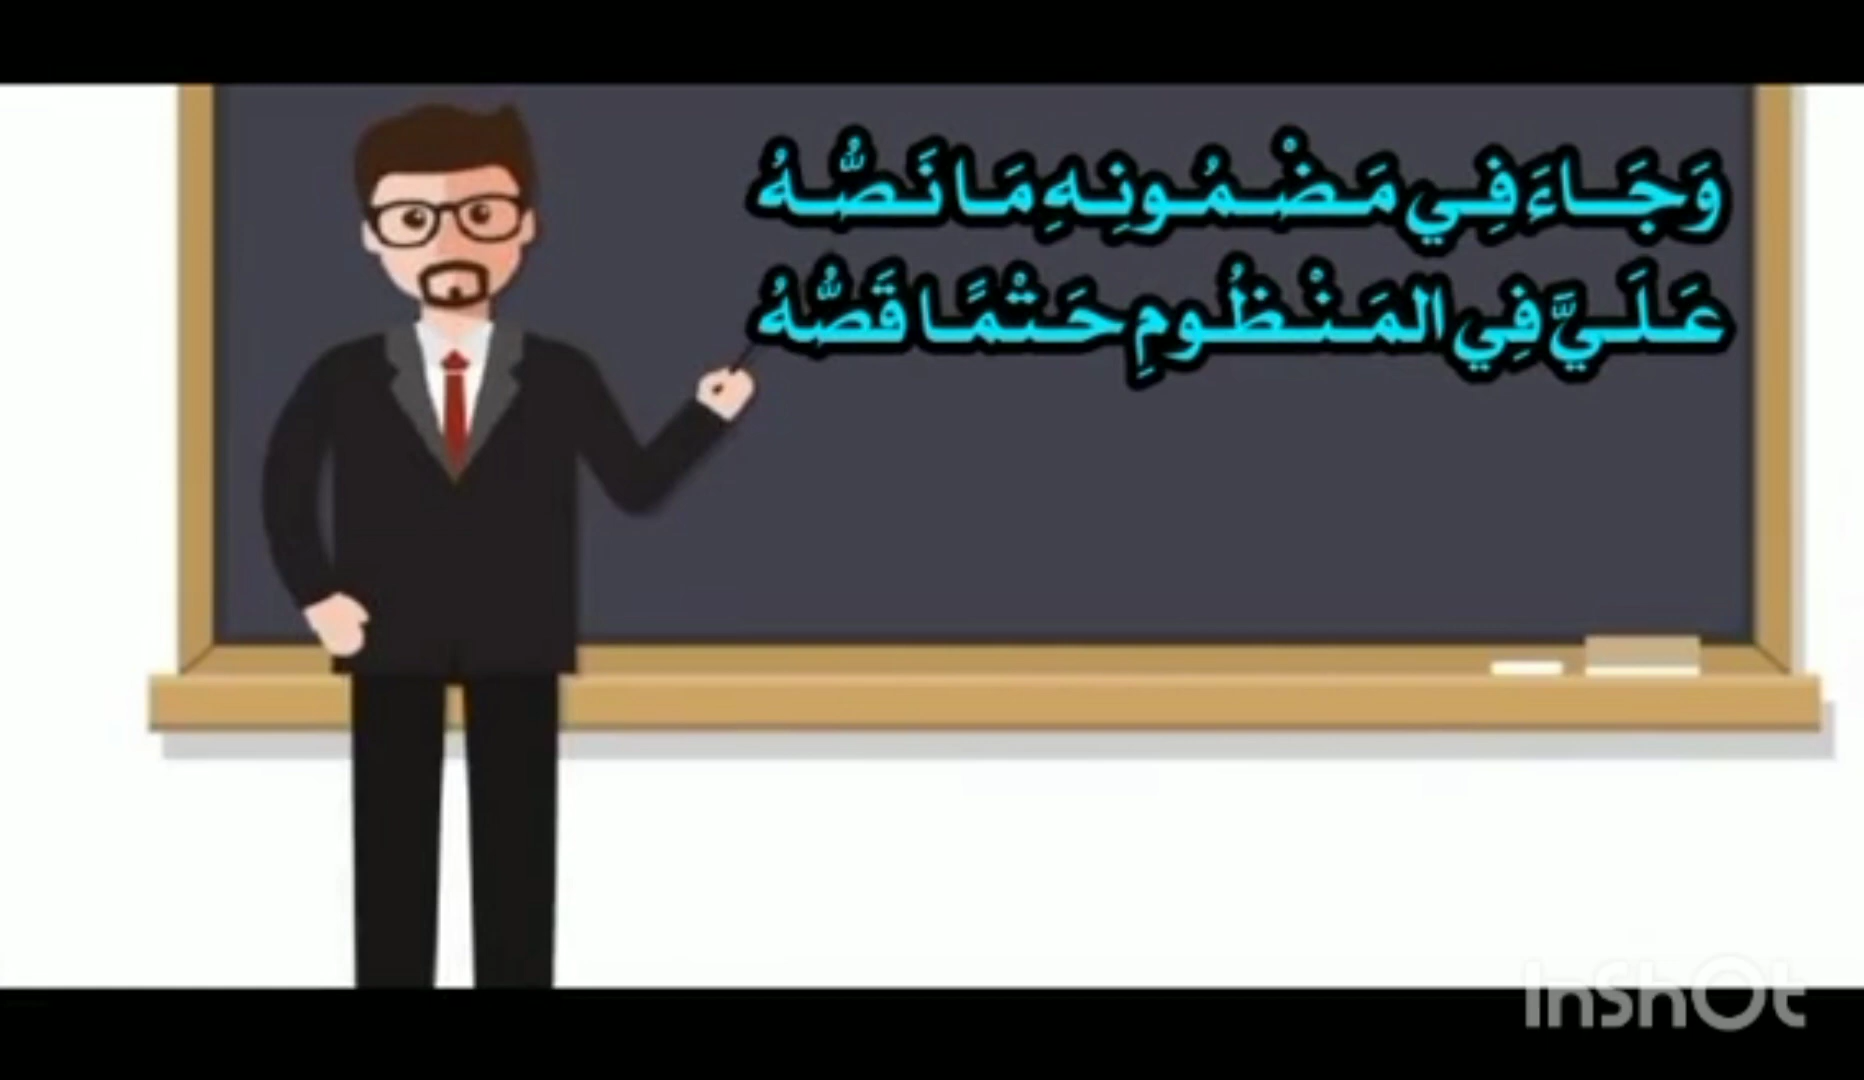 وَجَاءَ فِي مَضْمُونِهِ مَا نَصُّهُ
عَلَيَّ فِي المَنْظُومِ حَتْمًا قَصُّهُ
InShOt